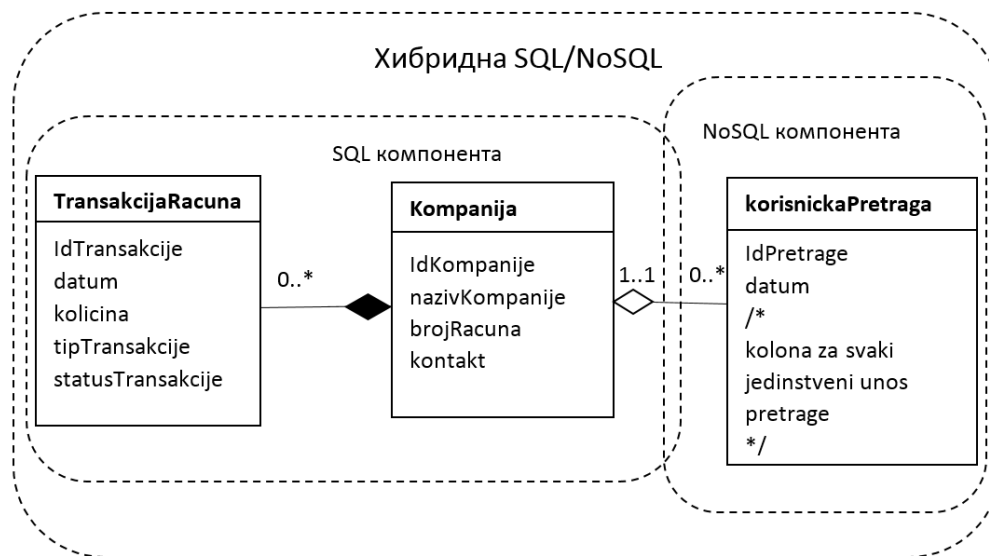 Хибридна SQL/NoSQL
NoSQL компонента
SQL компонента
TransakcijaRacuna
IdTransakcije
datum
kolicina
tipTransakcije
statusTransakcije
0..*
Kompanija
IdKompanije
nazivKompanije
brojRacuna
kontakt
1..1
0..*
korisnickaPretraga
IdPretrage
datum
/*
kolona za svaki
jedinstveni unos
pretrage
*/